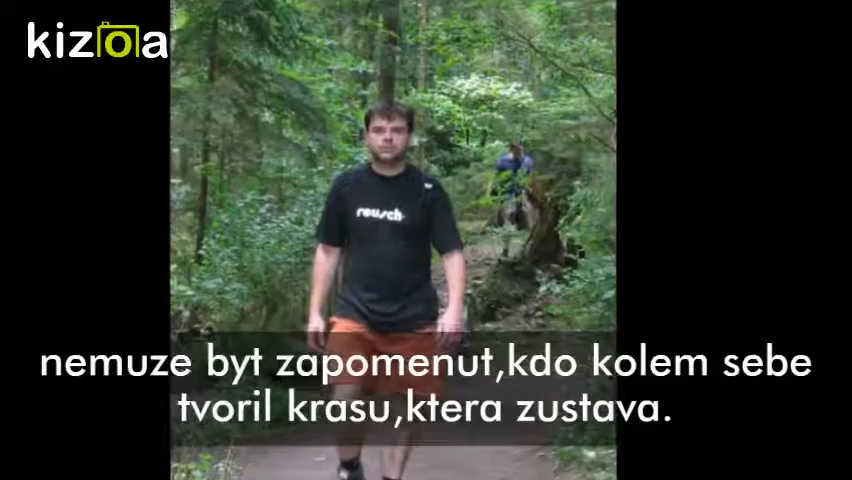 kizoa
reusch
nemuze byt zapomenut,kdo kolem sebe
tvoril krasu,ktera zustava.